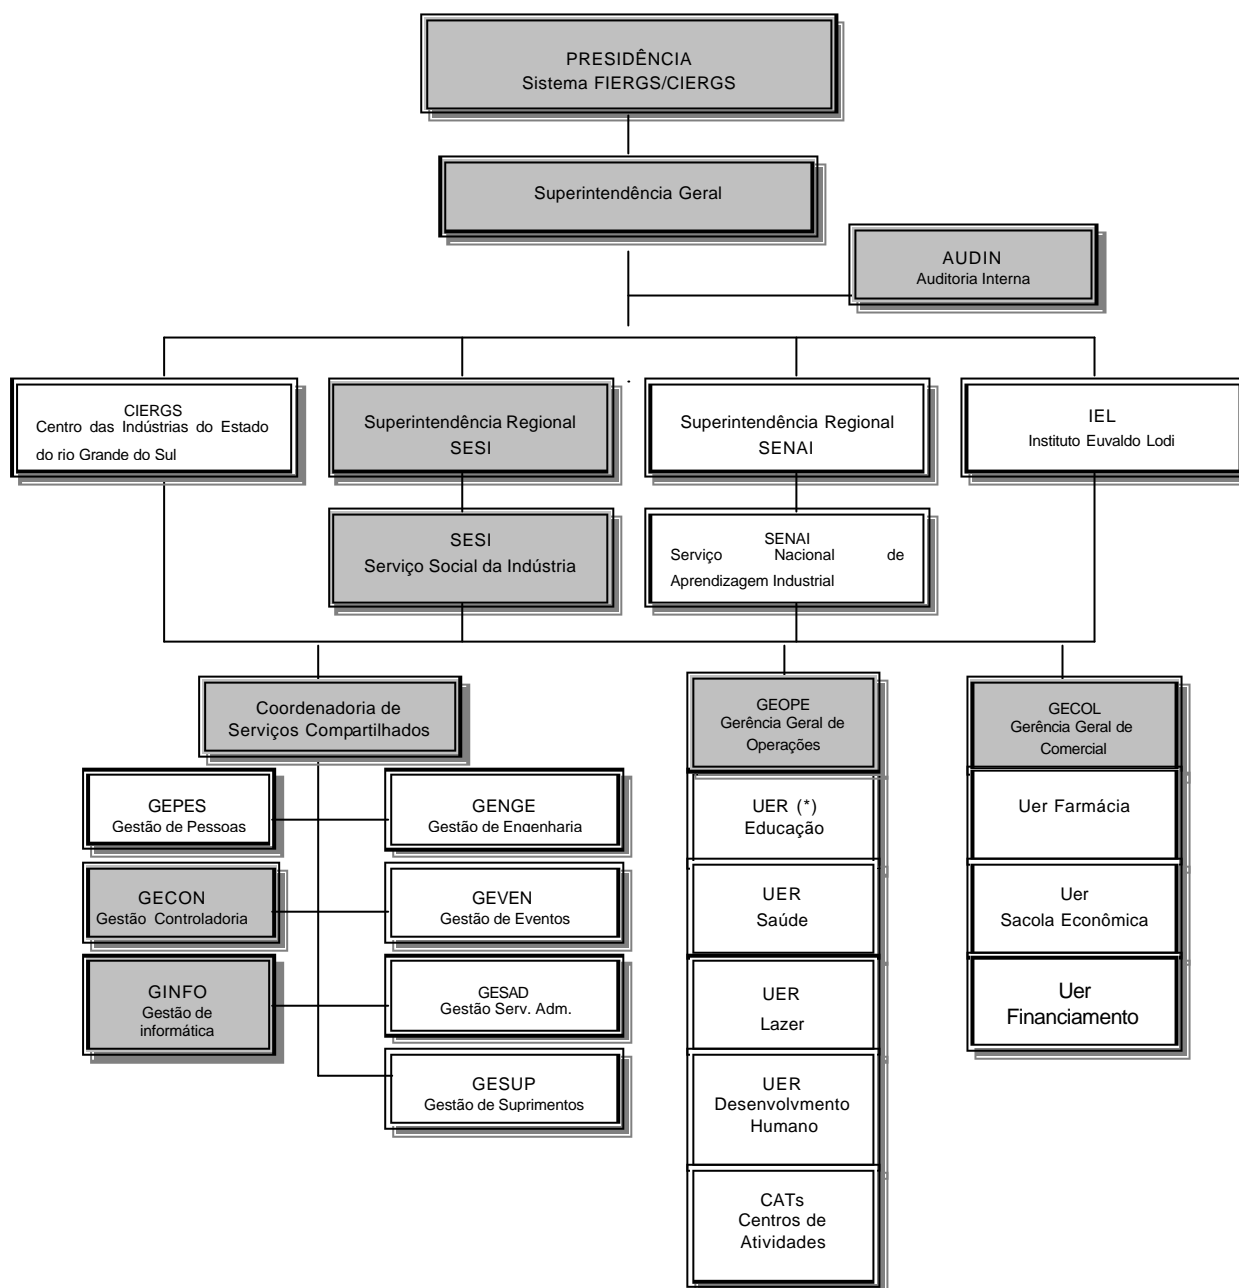 PRESIDÊNCIA
Sistema FIERGS/CIERGS
Superintendência Geral
AUDIN
Auditoria Interna
CIERGS
Centro das Indústrias do Estado
do rio Grande do Sul
Superintendência Regional
SESI
Superintendência Regional
SENAI
IEL
Instituto Euvaldo Lodi
SESI
Serviço Social da Indústria
SENAI
Serviço Nacional de
Aprendizagem Industrial
Coordenadoria de
Serviços Compartilhados
GEOPE
Gerência Geral de
Operações
GECOL
Gerência Geral de
Comercial
GEPES
Gestão de Pessoas
GENGE
Gestão de Engenharia
GECON
Gestão Controladoria
GEVEN
Gestão de Eventos
GINFO
Gestão de
informática
GESAD
Gestão Serv. Adm.
GESUP
Gestão de Suprimentos
UER (*)
Educação
UER
Saúde
UER
Lazer
UER
Desenvolvmento
Humano
CATs
Centros de
Atividades
Uer Farmácia
Uer
Sacola Econômica
Uer
Financiamento